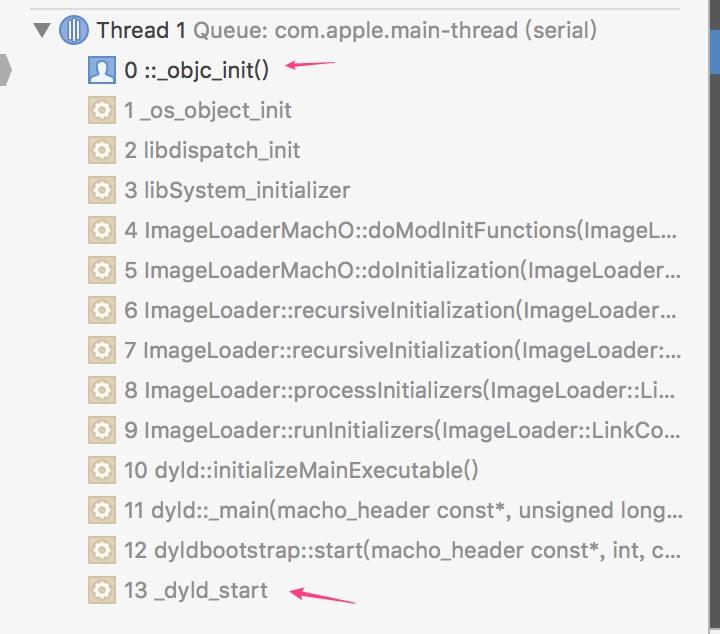 Thread 1 Queue: com.apple.main-thread (serial)
0 ::_objc_init()
1 _os_object_init
2 libdispatch_init
3 libSystem_initializer
4 ImageLoaderMachO::doModInitFunctions(ImageL...
5 ImageLoaderMachO::doInitialization(ImageLoader...
6 ImageLoader::recursiveInitialization(ImageLoader...
7 ImageLoader::recursiveInitialization(ImageLoader:...
8 ImageLoader::processInitializers(ImageLoader::Li...
9 ImageLoader::runInitializers(ImageLoader::LinkCo...
10 dyld::initializeMainExecutable()
11 dyld::_main(macho_header const*, unsigned long...
12 dyldbootstrap::start(macho_header const*, int, c...
13 _dyld_start